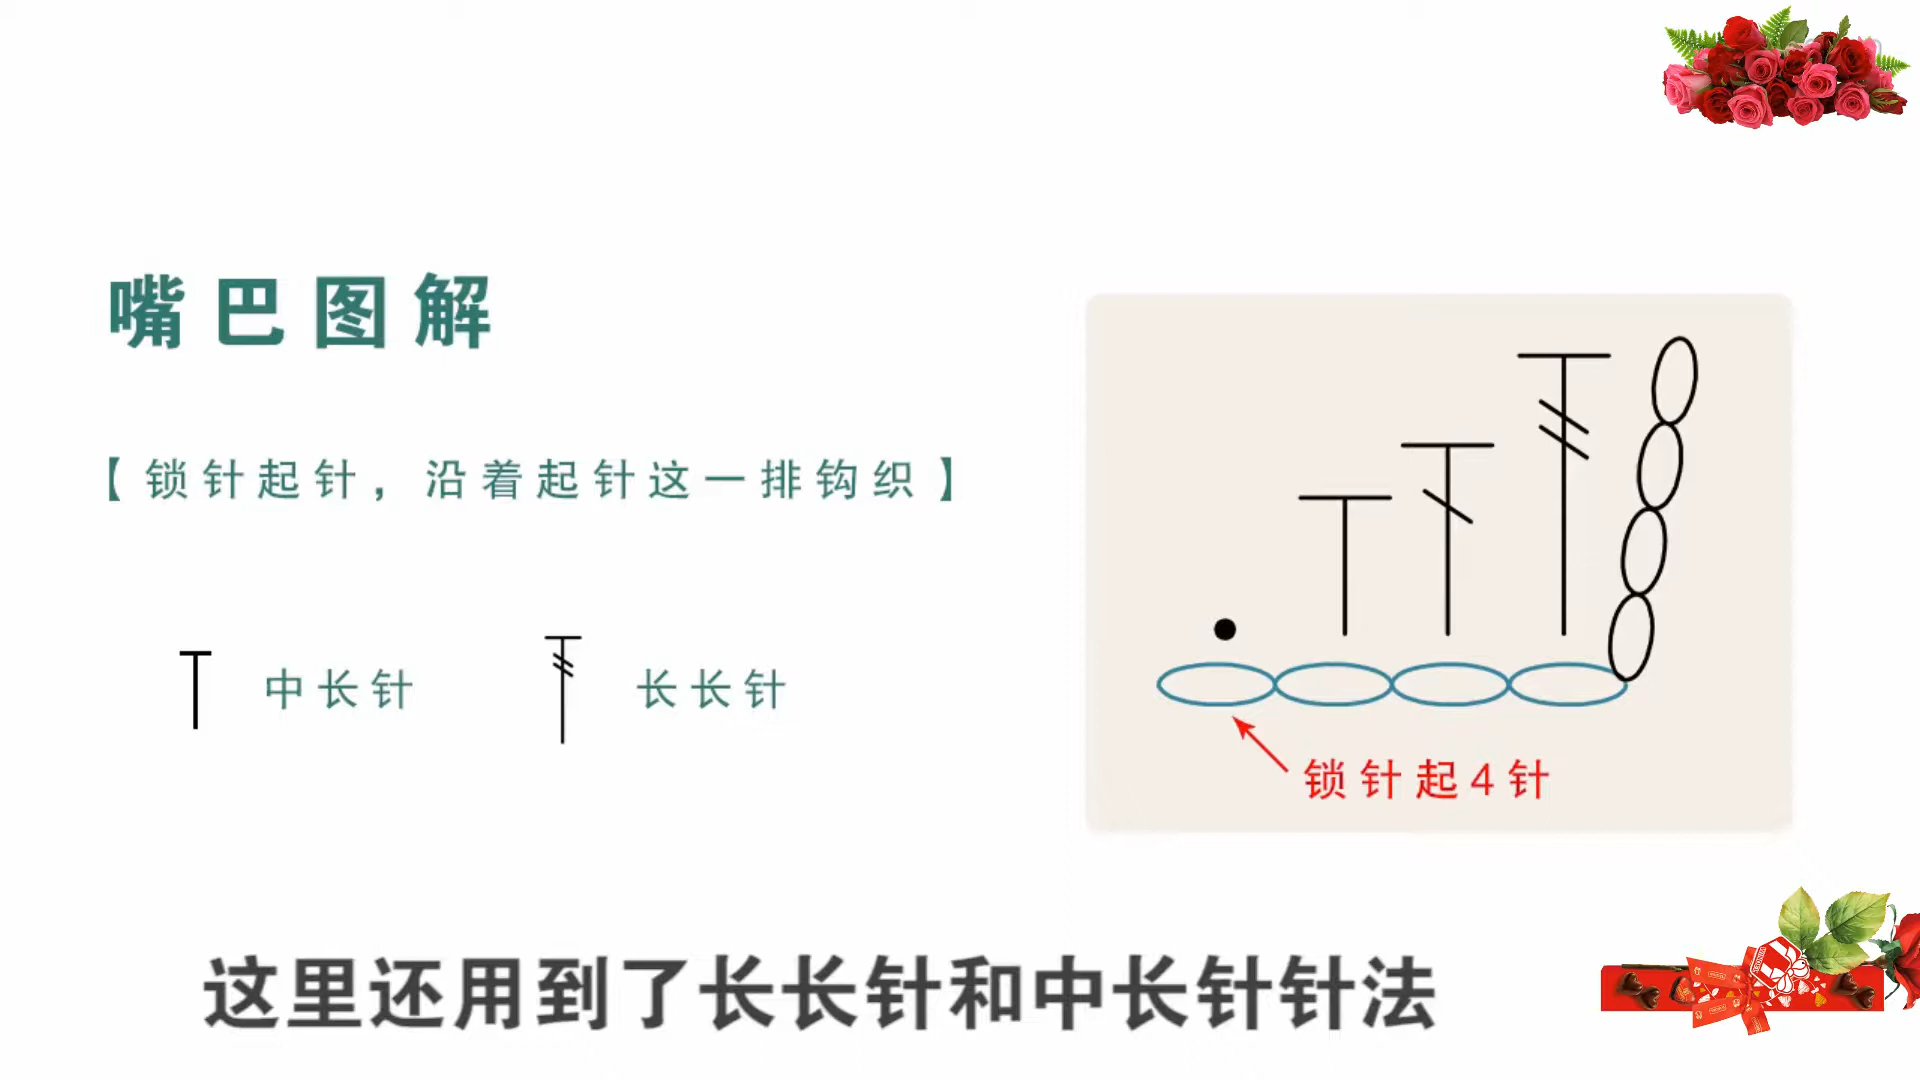 嘴巴图解
【锁针起针，沿着起针这一排钩织】
中长针
长长针
锁针起4针
这里还用到了长长针和中长针针法